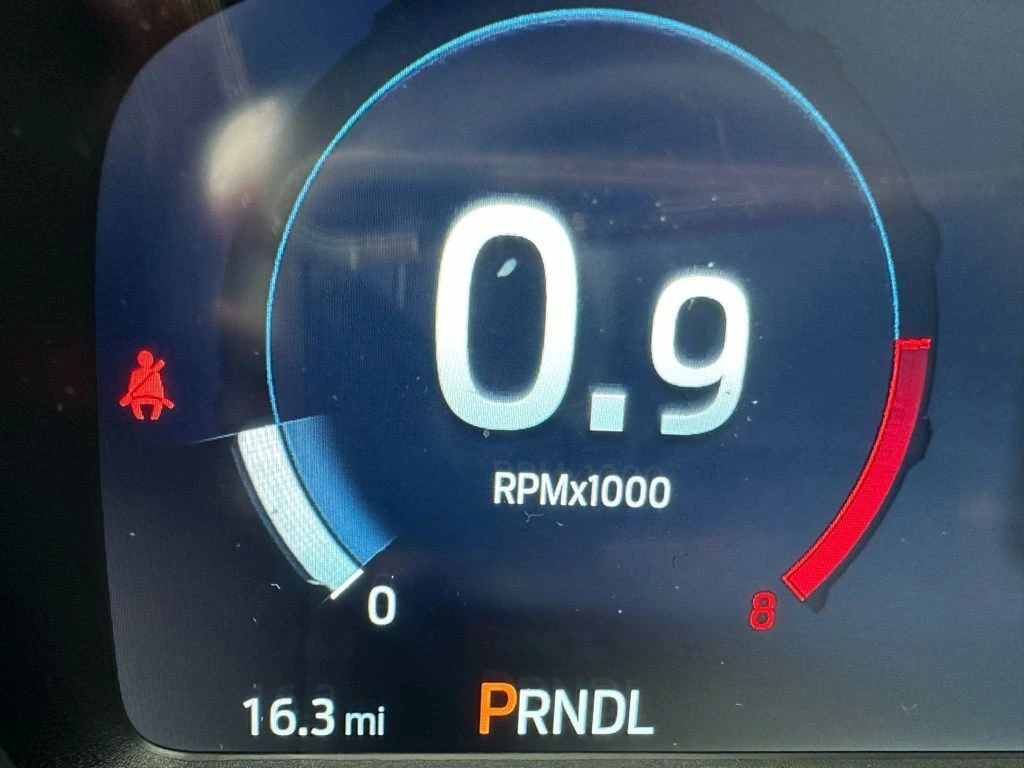 0.9
RPMx1000
0
8
16.3 mi
PRNDL